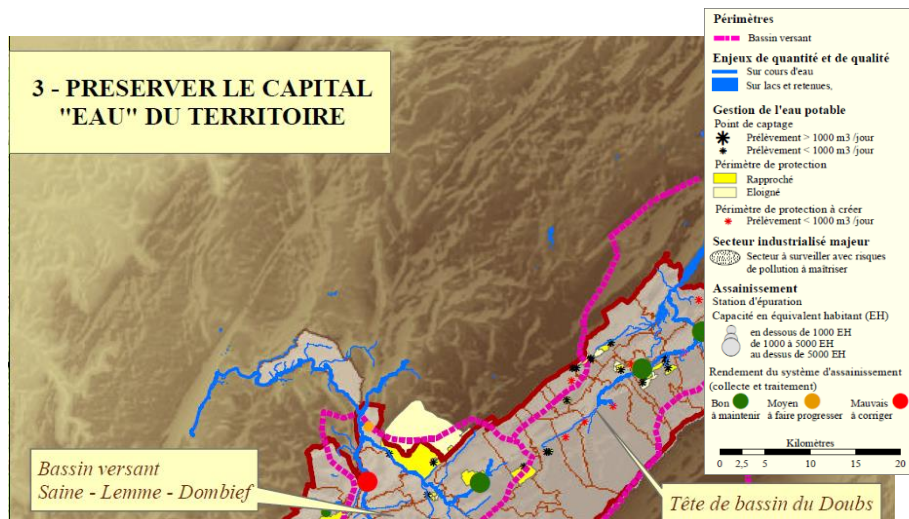 3 - PRESERVER LE CAPITAL
"EAU" DU TERRITOIRE
Bassin versant
Saine - Lemme - Dombief
Tête de bassin du Doubs
Périmètres
Bassin versant
Enjeux de quantité et de qualité
Sur cours d'eau
Sur lacs et retenues,
Gestion de l'eau potable
Point de captage
Prélèvement > 1000 m3 /jour
Prélèvement < 1000 m3 /jour
Périmètre de protection
Rapproché
Eloigné
Périmètre de protection à créer
Prélèvement < 1000 m3 /jour
Secteur industrialisé majeur
Secteur à surveiller avec risques
de pollution à maîtriser
Assainissement
Station d'épuration
Capacité en équivalent habitant (EH)
en dessous de 1000 EH
de 1000 à 5000 EH
au dessus de 5000 EH
Rendement du système d'assainissement
(collecte et traitement)
Bon Moyen Mauvais
à maintenir à faire progresser à corriger
Kilomètres
0 2,5 5 10 15 20